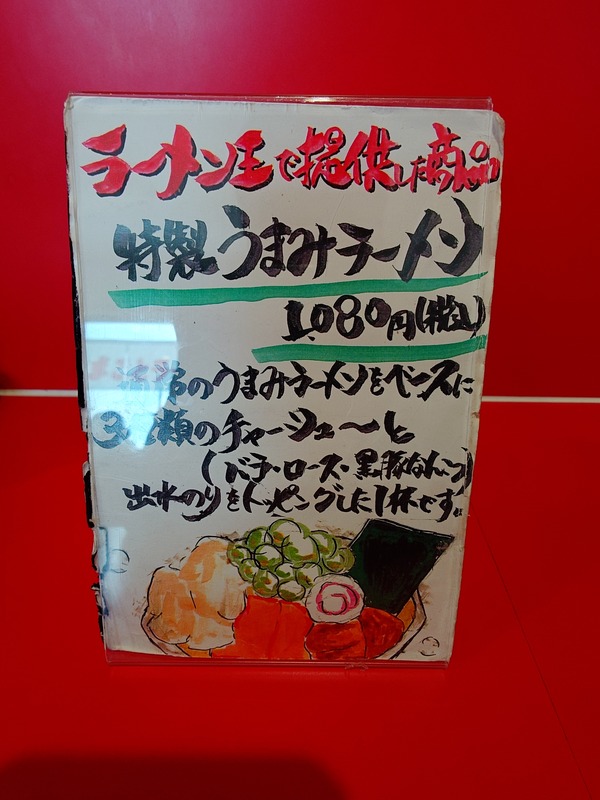 ラーメン王で提供した商品
特製うまみラーメン
1,080円(税込)
通常のうまみラーメンをベースに
3種類のチャーシュ〜と
(バラ・ロース・黒豚なんこつ)
出水のりをトッピングした1杯です。